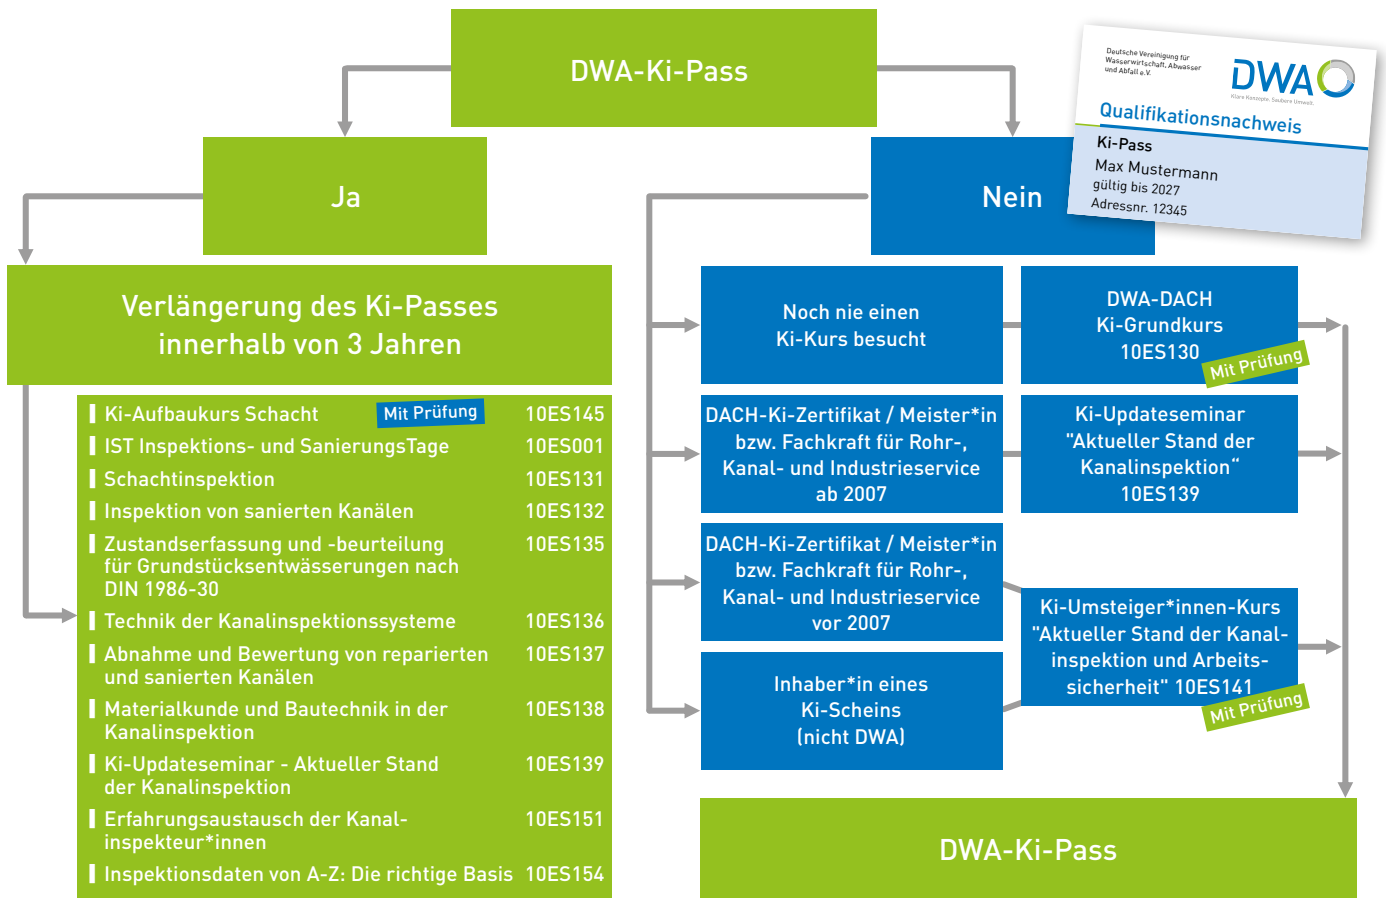 DWA-Ki-Pass
Deutsche Vereinigung für
Wasserwirtschaft, Abwasser
und Abfall e.V.
DWA
Klare Konzepte. Saubere Umwelt.
Qualifikationsnachweis
Ki-Pass
Max Mustermann
gültig bis 2027
Adressnr. 12345
Ja
Nein
Verlängerung des Ki-Passes
innerhalb von 3 Jahren
Ki-Aufbaukurs Schacht Mit Prüfung 10ES145
IST Inspektions- und SanierungsTage 10ES001
Schachtinspektion 10ES131
Inspektion von sanierten Kanälen 10ES132
Zustandserfassung und -beurteilung 10ES135
für Grundstücksentwässerungen nach
DIN 1986-30
Technik der Kanalinspektionssysteme 10ES136
Abnahme und Bewertung von reparierten 10ES137
und sanierten Kanälen
Materialkunde und Bautechnik in der 10ES138
Kanalinspektion
Ki-Updateseminar - Aktueller Stand 10ES139
der Kanalinspektion
Erfahrungsaustausch der Kanal- 10ES151
inspekteur*innen
Inspektionsdaten von A-Z: Die richtige Basis 10ES154
Noch nie einen
Ki-Kurs besucht
DWA-DACH
Ki-Grundkurs
10ES130
Mit Prüfung
DACH-Ki-Zertifikat / Meister*in
bzw. Fachkraft für Rohr-,
Kanal- und Industrieservice
ab 2007
Ki-Updateseminar
"Aktueller Stand der
Kanalinspektion“
10ES139
DACH-Ki-Zertifikat / Meister*in
bzw. Fachkraft für Rohr-,
Kanal- und Industrieservice
vor 2007
Inhaber*in eines
Ki-Scheins
(nicht DWA)
Ki-Umsteiger*innen-Kurs
"Aktueller Stand der Kanal-
inspektion und Arbeits-
sicherheit" 10ES141
Mit Prüfung
DWA-Ki-Pass